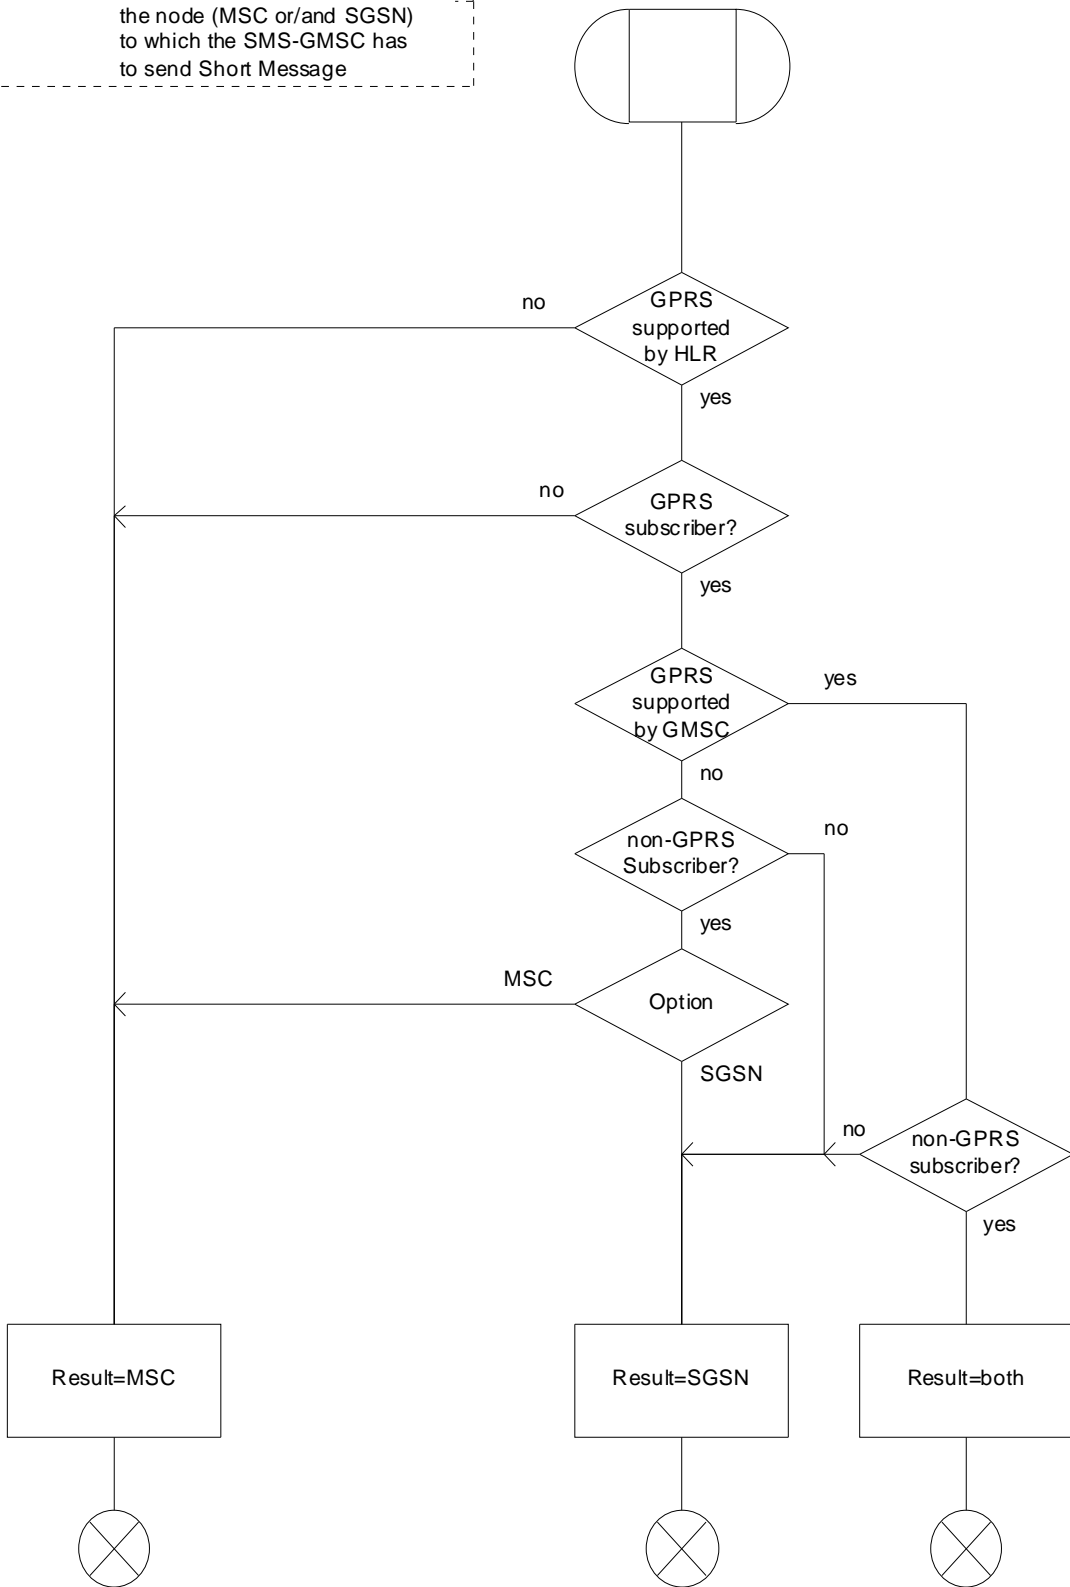 the node (MSC or/and SGSN)
to which the SMS-GMSC has
to send Short Message
no
GPRS
supported
by HLR
yes
no
GPRS
subscriber?
yes
GPRS
supported
by GMSC
yes
no
non-GPRS
Subscriber?
no
yes
MSC
Option
SGSN
no
non-GPRS
subscriber?
yes
Result=MSC
Result=SGSN
Result=both